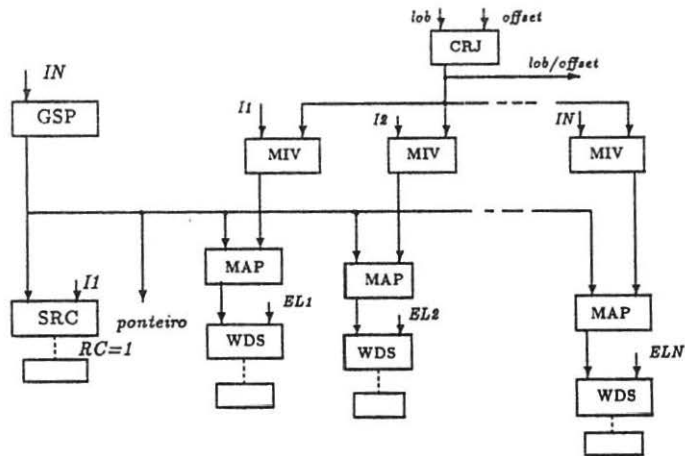 lob offset
CRJ
lob/offset
IN
GSP
I1
I2
IN
MIV
MIV
MIV
MAP
MAP
MAP
I1
SRC
ponteiro
RC=1
EL1
WDS
EL2
WDS
ELN
WDS